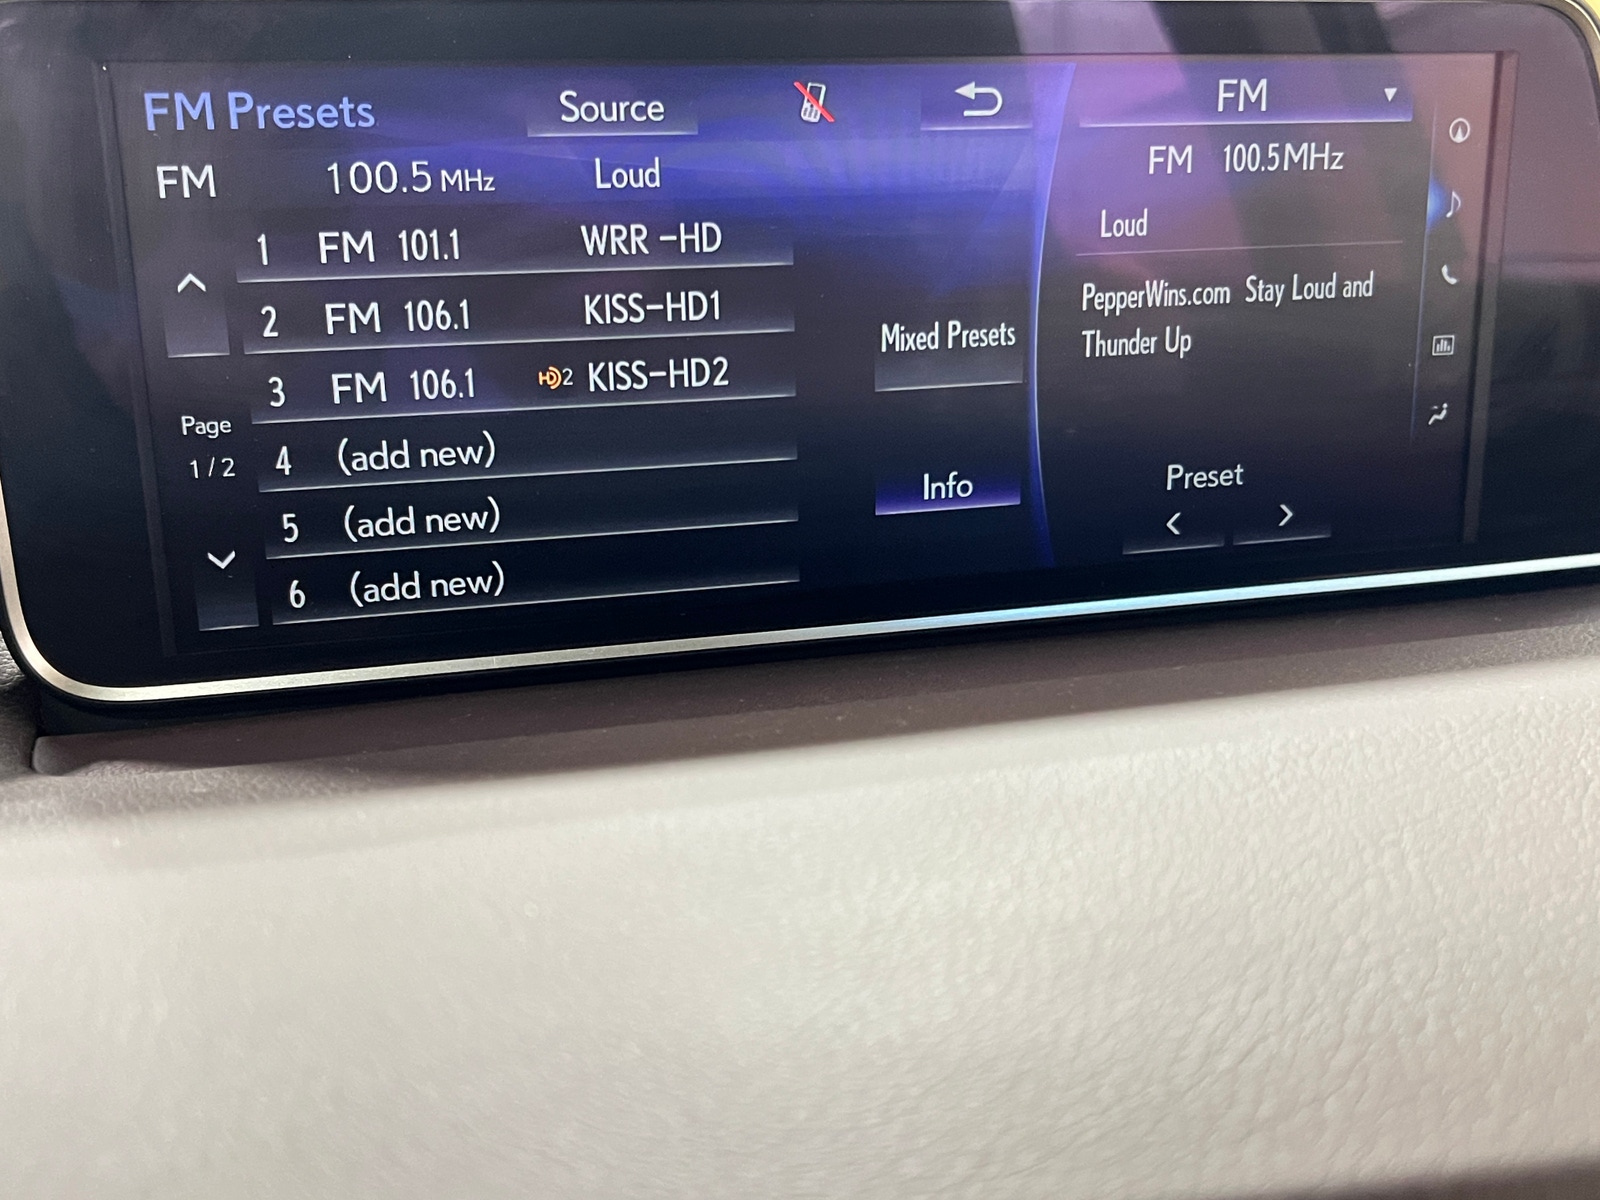 FM Presets Source FM
FM 100.5 MHz Loud
1 FM 101.1 WRR -HD
2 FM 106.1 KISS-HD1
3 FM 106.1 HD2 KISS-HD2
4 (add new)
5 (add new)
6 (add new)
Page
1 / 2
Mixed Presets
Info
FM 100.5MHz
Loud
PepperWins.com Stay Loud and
Thunder Up
Preset